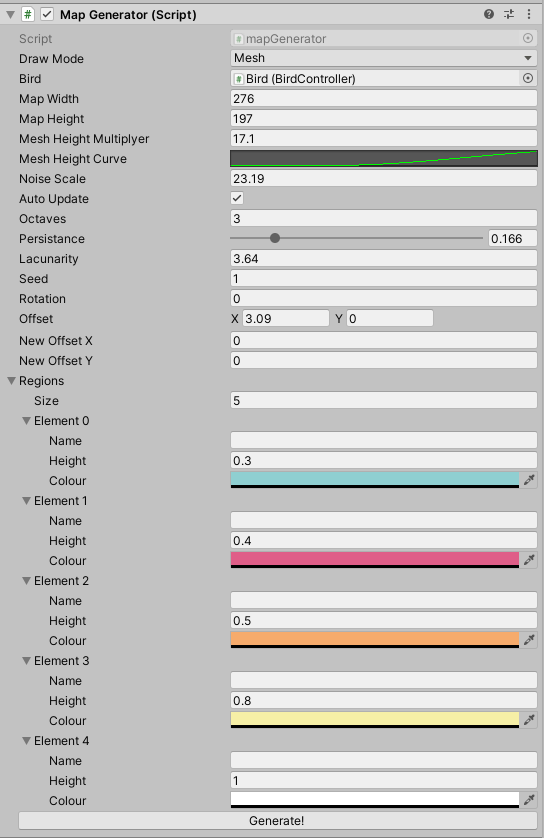 # Map Generator (Script)
Script #mapGenerator
Draw Mode Mesh
Bird #Bird (BirdController)
Map Width 276
Map Height 197
Mesh Height Multiplyer 17.1
Mesh Height Curve
Noise Scale 23.19
Auto Update
Octaves 3
Persistance 0.166
Lacunarity 3.64
Seed 1
Rotation 0
Offset X 3.09 Y 0
New Offset X 0
New Offset Y 0
Regions
Size 5
Element 0
Name
Height 0.3
Colour
Element 1
Name
Height 0.4
Colour
Element 2
Name
Height 0.5
Colour
Element 3
Name
Height 0.8
Colour
Element 4
Name
Height 1
Colour
Generate!